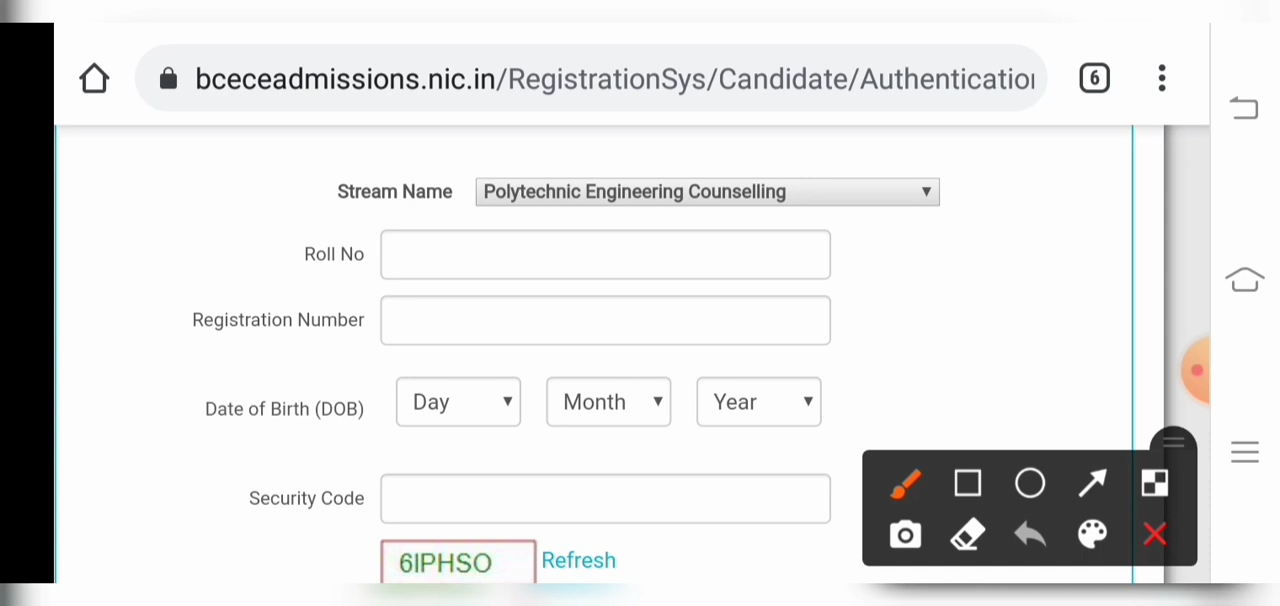 bceceadmissions.nic.in/RegistrationSys/Candidate/Authentication
6
Stream Name Polytechnic Engineering Counselling
Roll No
Registration Number
Date of Birth (DOB) Day Month Year
Security Code
6IPHSO Refresh